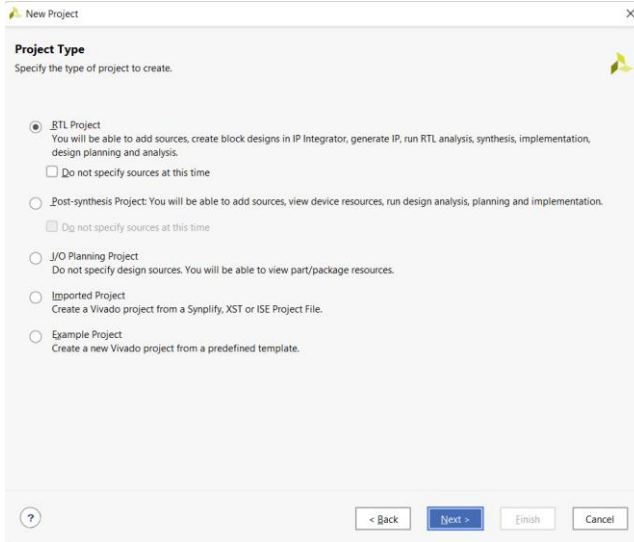 New Project
Project Type
Specify the type of project to create.
RTL Project
You will be able to add sources, create block designs in IP Integrator, generate IP, run RTL analysis, synthesis, implementation,
design planning and analysis.
Do not specify sources at this time
Post-synthesis Project: You will be able to add sources, view device resources, run design analysis, planning and implementation.
Do not specify sources at this time
I/O Planning Project
Do not specify design sources. You will be able to view part/package resources.
Imported Project
Create a Vivado project from a Synplify, XST or ISE Project File.
Example Project
Create a new Vivado project from a predefined template.
? < Back Next > Finish Cancel